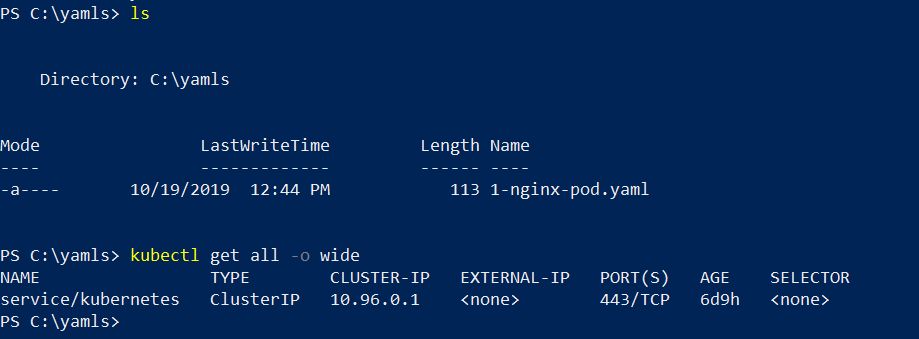 PS C:\yamls> ls
Directory: C:\yamls
Mode LastWriteTime Length Name
---- ------------- ------ ----
-a---- 10/19/2019 12:44 PM 113 1-nginx-pod.yaml
PS C:\yamls> kubectl get all -o wide
NAME TYPE CLUSTER-IP EXTERNAL-IP PORT(S) AGE SELECTOR
service/kubernetes ClusterIP 10.96.0.1 <none> 443/TCP 6d9h <none>
PS C:\yamls>